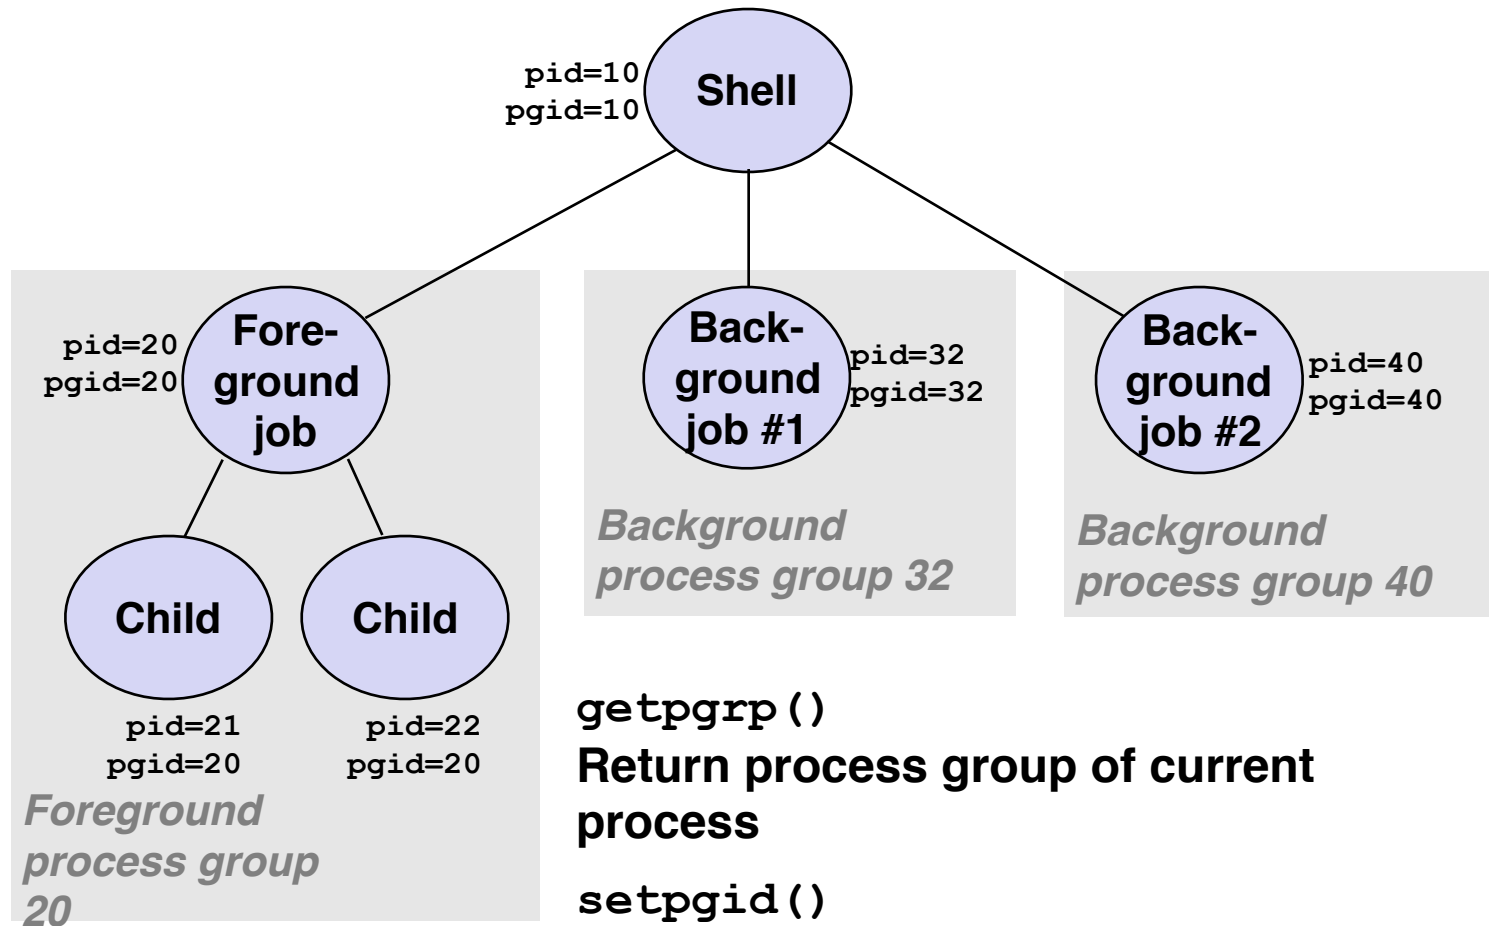 pid=10
pgid=10
Shell
pid=20
pgid=20
Fore-
ground
job
Back-
ground
job #1
pid=32
pgid=32
Back-
ground
job #2
pid=40
pgid=40
Background
process group 32
Background
process group 40
Child
Child
pid=21
pgid=20
pid=22
pgid=20
Foreground
process group
20
getpgrp()
Return process group of current
process
setpgid()